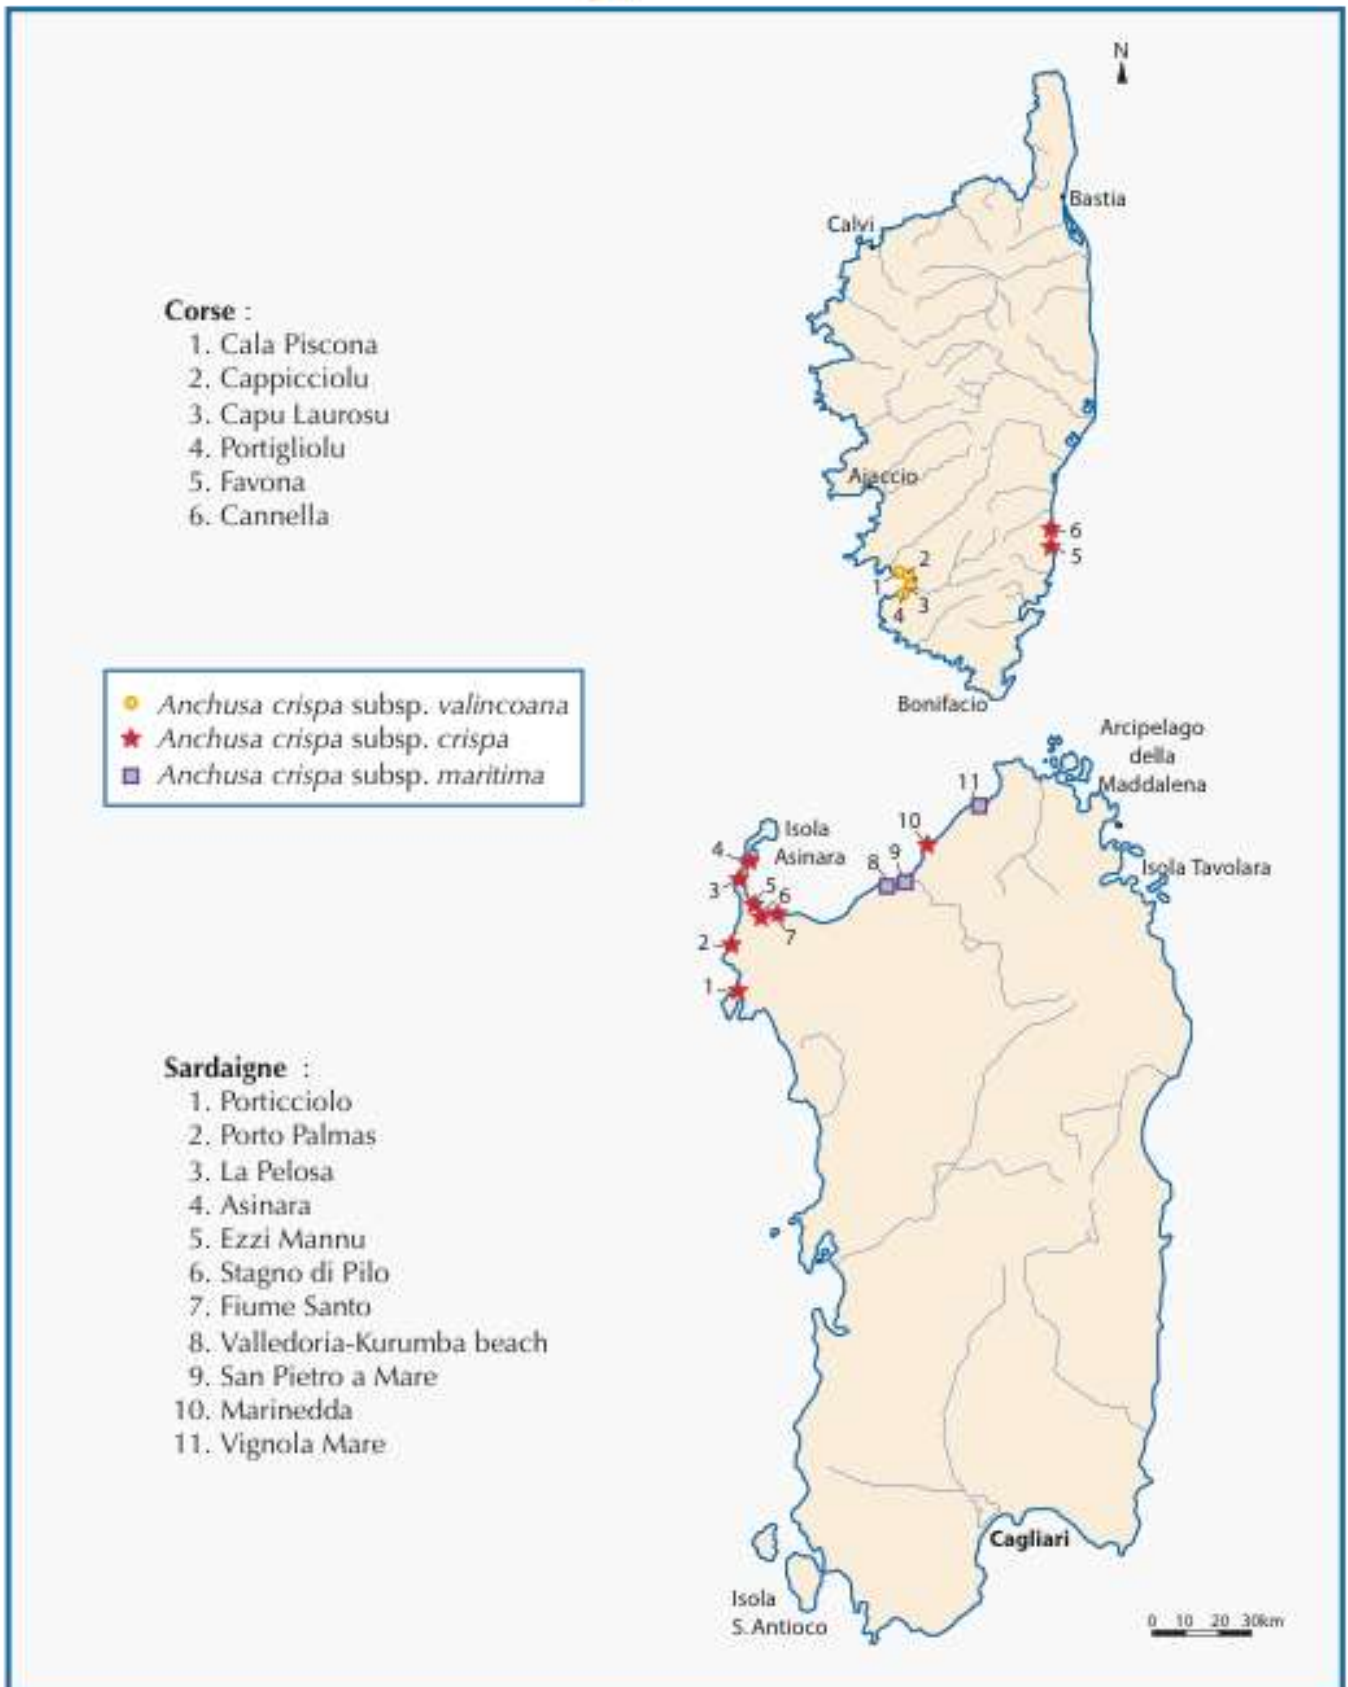 Corse :
1. Cala Piscona
2. Cappicciolu
3. Capu Laurosu
4. Portigliolu
5. Favona
6. Cannella
Anchusa crispa subsp. valincoana
Anchusa crispa subsp. crispa
Anchusa crispa subsp. maritima
Sardaigne :
1. Porticciolo
2. Porto Palmas
3. La Pelosa
4. Asinara
5. Ezzi Mannu
6. Stagno di Pilo
7. Fiume Santo
8. Valledoria-Kurumba beach
9. San Pietro a Mare
10. Marinedda
11. Vignola Mare
N
Bastia
Calvi
Ajaccio
6
5
2
1
3
4
Bonifacio
Arcipelago
della
Maddalena
11
10
Isola
Asinara
4
9
8
Isola Tavolara
3
5
6
7
2
1
Cagliari
Isola
S. Antioco
0 10 20 30km